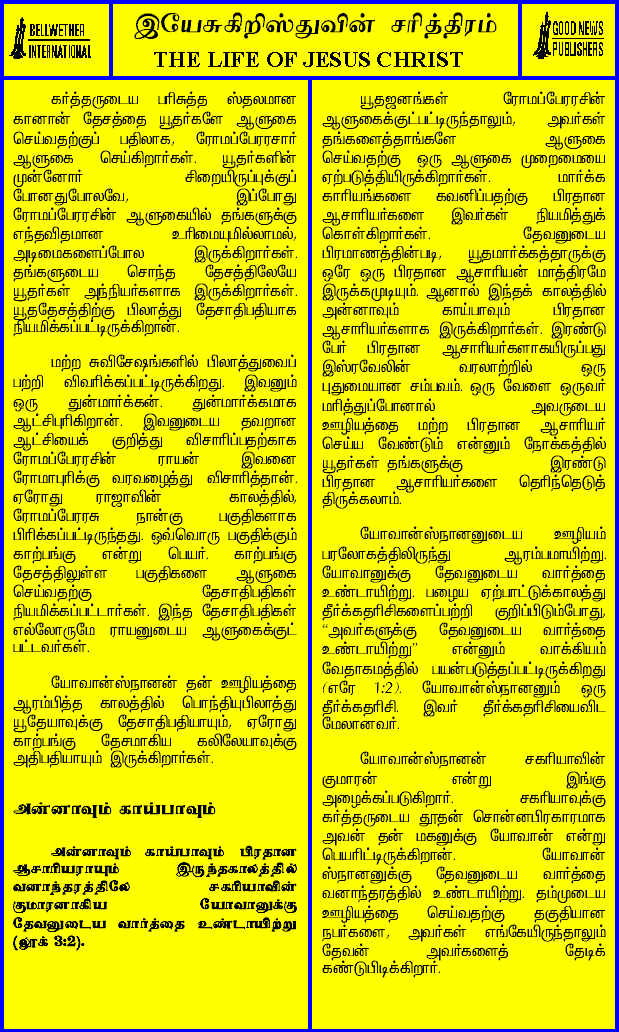 BELLWETHER
INTERNATIONAL
இயேசுகிறிஸ்துவின் சரித்திரம்
THE LIFE OF JESUS CHRIST
GOOD NEWS
PUBLISHERS
கர்த்தருடைய பரிசுத்த ஸ்தலமான
கானான் தேசத்தை யூதர்களே ஆளுகை
செய்வதற்குப் பதிலாக, ரோமப்பேரரசார்
ஆளுகை செய்கிறார்கள். யூதர்களின்
முன்னோர் சிறையிருப்புக்குப்
போனதுபோலவே, இப்போது
ரோமப்பேரரசின் ஆளுகையில் தங்களுக்கு
எந்தவிதமான உரிமையுமில்லாமல்,
அடிமைகளைப்போல இருக்கிறார்கள்.
தங்களுடைய சொந்த தேசத்திலேயே
யூதர்கள் அந்நியர்களாக இருக்கிறார்கள்.
யூததேசத்திற்கு பிலாத்து தேசாதிபதியாக
நியமிக்கப்பட்டிருக்கிறான்.
மற்ற சுவிசேஷங்களில் பிலாத்துவைப்
பற்றி விவரிக்கப்பட்டிருக்கிறது. இவனும்
ஒரு துன்மார்க்கன். துன்மார்க்கமாக
ஆட்சிபுரிகிறான். இவனுடைய தவறான
ஆட்சியைக் குறித்து விசாரிப்பதற்காக
ரோமப்பேரரசின் ராயன் இவனை
ரோமாபுரிக்கு வரவழைத்து விசாரித்தான்.
ஏரோது ராஜாவின் காலத்தில்,
ரோமப்பேரரசு நான்கு பகுதிகளாக
பிரிக்கப்பட்டிருந்தது. ஒவ்வொரு பகுதிக்கும்
காற்பங்கு என்று பெயர். காற்பங்கு
தேசத்திலுள்ள பகுதிகளை ஆளுகை
செய்வதற்கு தேசாதிபதிகள்
நியமிக்கப்பட்டார்கள். இந்த தேசாதிபதிகள்
எல்லோருமே ராயனுடைய ஆளுகைக்குட்
பட்டவர்கள்.
யோவான்ஸ்நானன் தன் ஊழியத்தை
ஆரம்பித்த காலத்தில் பொந்தியுபிலாத்து
யூதேயாவுக்கு தேசாதிபதியாயும், ஏரோது
காற்பங்கு தேசமாகிய கலிலேயாவுக்கு
அதிபதியாயும் இருக்கிறார்கள்.
அன்னாவும் காய்பாவும்
அன்னாவும் காய்பாவும் பிரதான
ஆசாரியராயும் இருந்தகாலத்தில்
வனாந்தரத்திலே சகரியாவின்
குமாரனாகிய யோவானுக்கு
தேவனுடைய வார்த்தை உண்டாயிற்று
(லூக் 3:2).
யூதஜனங்கள் ரோமப்பேரரசின்
ஆளுகைக்குட்பட்டிருந்தாலும், அவர்கள்
தங்களைத்தாங்களே ஆளுகை
செய்வதற்கு ஒரு ஆளுகை முறைமையை
ஏற்படுத்தியிருக்கிறார்கள். மார்க்க
காரியங்களை கவனிப்பதற்கு பிரதான
ஆசாரியர்களை இவர்கள் நியமித்துக்
கொள்கிறார்கள். தேவனுடைய
பிரமாணத்தின்படி, யூதமார்க்கத்தாருக்கு
ஒரே ஒரு பிரதான ஆசாரியன் மாத்திரமே
இருக்கமுடியும். ஆனால் இந்தக் காலத்தில்
அன்னாவும் காய்பாவும் பிரதான
ஆசாரியர்களாக இருக்கிறார்கள். இரண்டு
பேர் பிரதான ஆசாரியர்களாகயிருப்பது
இஸ்ரவேலின் வரலாற்றில் ஒரு
புதுமையான சம்பவம். ஒரு வேளை ஒருவர்
மரித்துப்போனால் அவருடைய
ஊழியத்தை மற்ற பிரதான ஆசாரியர்
செய்ய வேண்டும் என்னும் நோக்கத்தில்
யூதர்கள் தங்களுக்கு இரண்டு
பிரதான ஆசாரியர்களை தெரிந்தெடுத்
திருக்கலாம்.
யோவான்ஸ்நானனுடைய ஊழியம்
பரலோகத்திலிருந்து ஆரம்பமாயிற்று.
யோவானுக்கு தேவனுடைய வார்த்தை
உண்டாயிற்று. பழைய ஏற்பாட்டுக்காலத்து
தீர்க்கதரிசிகளைப்பற்றி குறிப்பிடும்போது,
“அவர்களுக்கு தேவனுடைய வார்த்தை
உண்டாயிற்று” என்னும் வாக்கியம்
வேதாகமத்தில் பயன்படுத்தப்பட்டிருக்கிறது
(எரே 1:2). யோவான்ஸ்நானனும் ஒரு
தீர்க்கதரிசி. இவர் தீர்க்கதரிசியைவிட
மேலானவர்.
யோவான்ஸ்நானன் சகரியாவின்
குமாரன் என்று இங்கு
அழைக்கப்படுகிறார். சகரியாவுக்கு
கர்த்தருடைய தூதன் சொன்னபிரகாரமாக
அவன் தன் மகனுக்கு யோவான் என்று
பெயரிட்டிருக்கிறான். யோவான்
ஸ்நானனுக்கு தேவனுடைய வார்த்தை
வனாந்தரத்தில் உண்டாயிற்று. தம்முடைய
ஊழியத்தை செய்வதற்கு தகுதியான
நபர்களை, அவர்கள் எங்கேயிருந்தாலும்
தேவன் அவர்களைத் தேடிக்
கண்டுபிடிக்கிறார்.